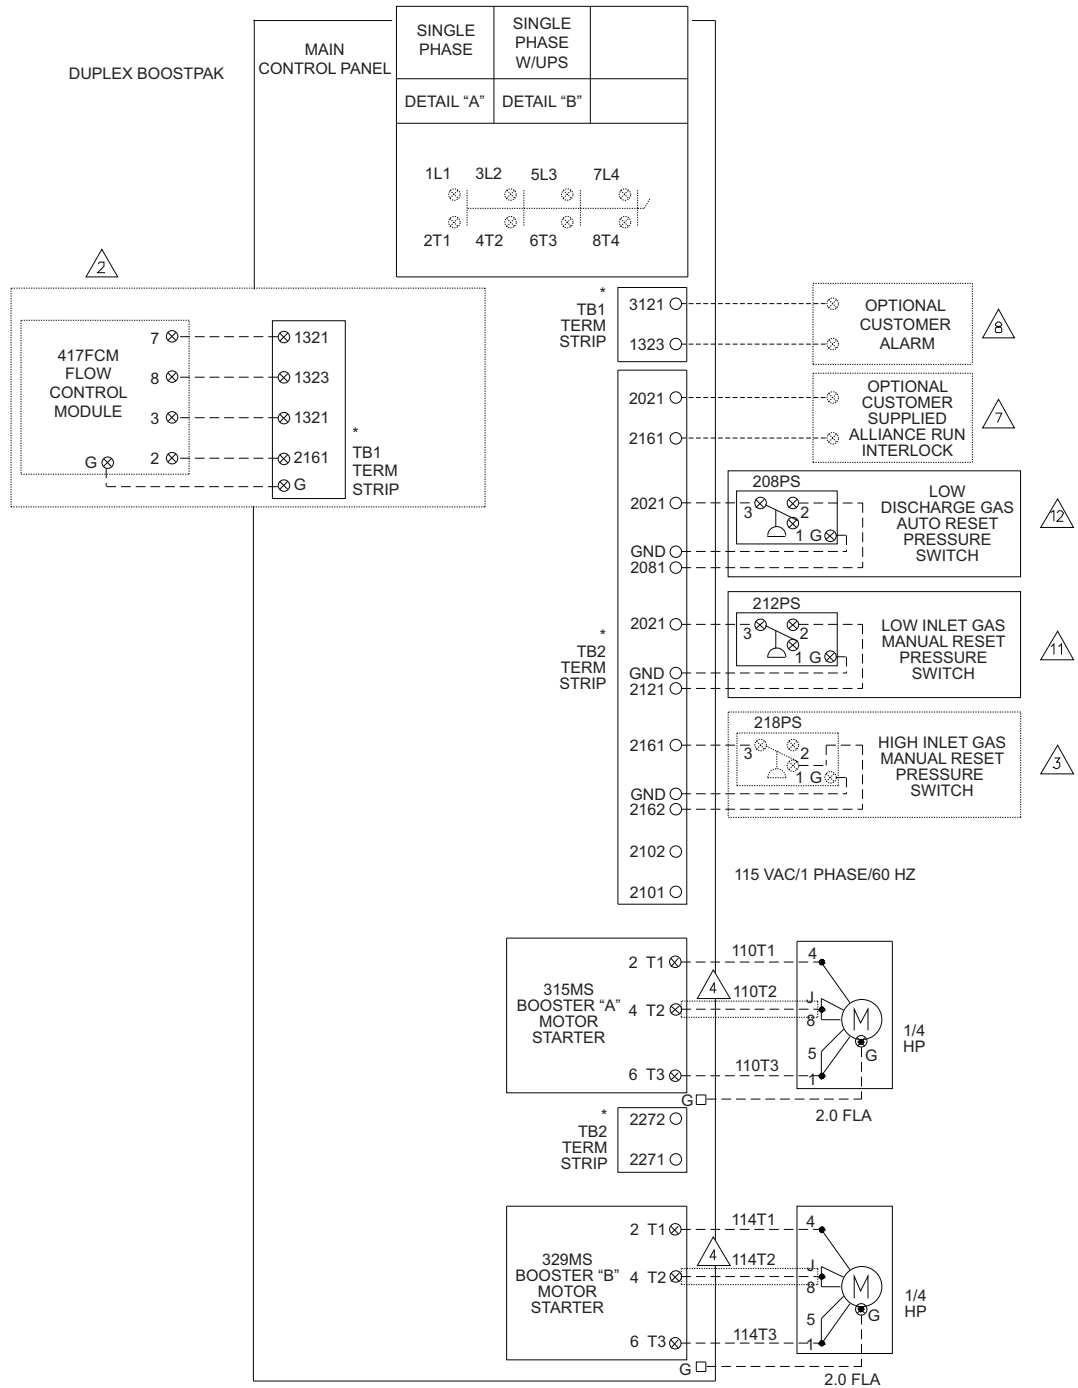 DUPLEX BOOSTPAK
MAIN
CONTROL PANEL
SINGLE
PHASE
SINGLE
PHASE
W/UPS
DETAIL “A”
DETAIL “B”
1L1
3L2
5L3
7L4
2T1
4T2
6T3
8T4
2
417FCM
FLOW
CONTROL
MODULE
7
8
3
2
G
1321
1323
1321
2161
G
*
TB1
TERM
STRIP
*
TB1
TERM
STRIP
3121
1323
OPTIONAL
CUSTOMER
ALARM
8
2021
2161
OPTIONAL
CUSTOMER
SUPPLIED
ALLIANCE RUN
INTERLOCK
7
2021
GND
2081
208PS
3
2
1 G
LOW
DISCHARGE GAS
AUTO RESET
PRESSURE
SWITCH
12
*
TB2
TERM
STRIP
2021
GND
2121
212PS
3
2
1 G
LOW INLET GAS
MANUAL RESET
PRESSURE
SWITCH
11
2161
GND
2162
218PS
3
2
1 G
HIGH INLET GAS
MANUAL RESET
PRESSURE
SWITCH
3
2102
2101
115 VAC/1 PHASE/60 HZ
315MS
BOOSTER “A”
MOTOR
STARTER
2 T1
4 T2
6 T3
G
110T1
4
110T2
110T3
4
J
8
5
1
M
G
1/4
HP
2.0 FLA
*
TB2
TERM
STRIP
2272
2271
329MS
BOOSTER “B”
MOTOR
STARTER
2 T1
4 T2
6 T3
G
114T1
4
114T2
114T3
4
J
8
5
1
M
G
1/4
HP
2.0 FLA